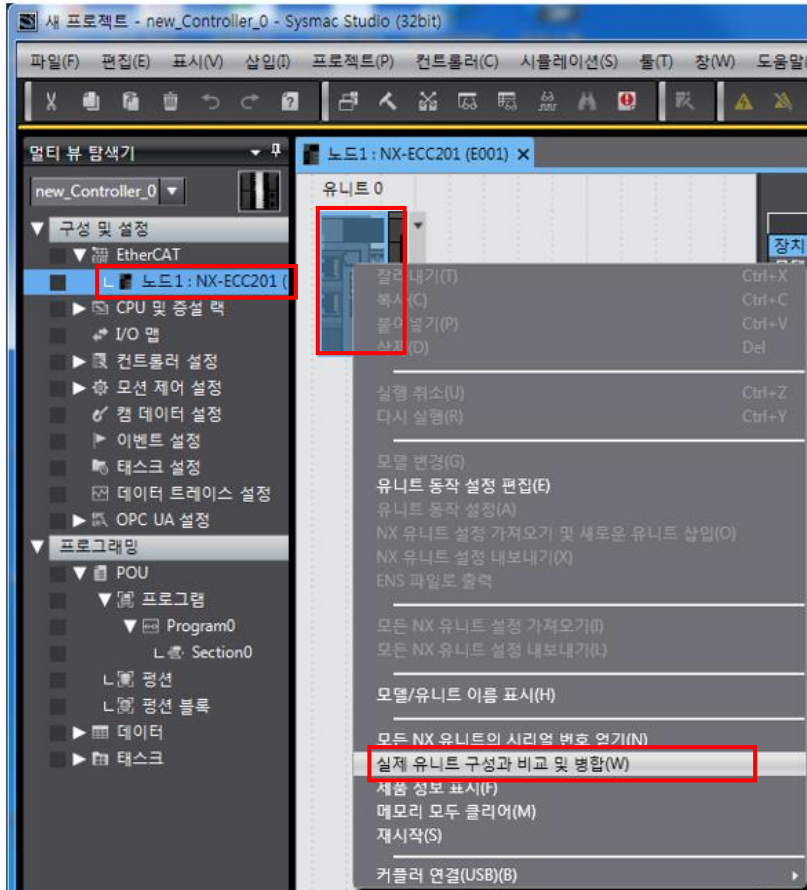 새 프로젝트 - new_Controller_0 - Sysmac Studio (32bit)
파일(F) 편집(E) 표시(V) 삽입(I) 프로젝트(P) 컨트롤러(C) 시뮬레이션(S) 툴(T) 창(W) 도움말(
멀티 뷰 탐색기
노드1 : NX-ECC201 (E001)
new_Controller_0
유니트 0
구성 및 설정
EtherCAT
장치
노드1 : NX-ECC201 (
CPU 및 증설 랙
I/O 맵
컨트롤러 설정
모션 제어 설정
캠 데이터 설정
이벤트 설정
태스크 설정
데이터 트레이스 설정
OPC UA 설정
프로그래밍
POU
프로그램
Program0
Section0
펑션
펑션 블록
데이터
태스크
잘라내기(T) Ctrl+X
복사(C) Ctrl+C
붙여넣기(P) Ctrl+V
삭제(D) Del
실행 취소(U) Ctrl+Z
다시 실행(R) Ctrl+Y
모델 변경(G)
유니트 동작 설정 편집(E)
유니트 동작 설정(A)
NX 유니트 설정 가져오기 및 새로운 유니트 삽입(O)
NX 유니트 설정 내보내기(X)
ENS 파일로 출력
모든 NX 유니트 설정 가져오기(I)
모든 NX 유니트 설정 내보내기(L)
모델/유니트 이름 표시(H)
모든 NX 유니트의 시리얼 번호 얻기(N)
실제 유니트 구성과 비교 및 병합(W)
제품 정보 표시(F)
메모리 모두 클리어(M)
재시작(S)
커플러 연결(USB)(B)